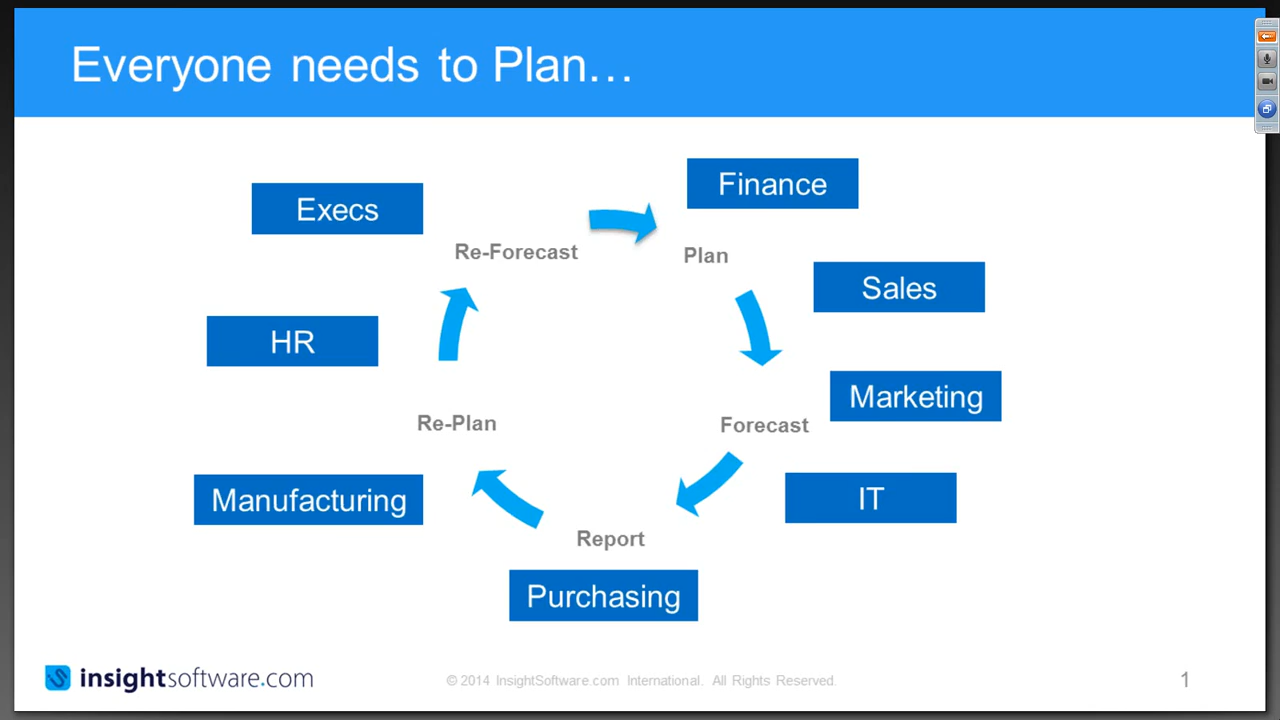 Everyone needs to Plan…
Finance
Execs
Re-Forecast
Plan
Sales
HR
Marketing
Re-Plan
Forecast
Manufacturing
IT
Report
Purchasing
insightsoftware.com
© 2014 InsightSoftware.com International. All Rights Reserved.
1